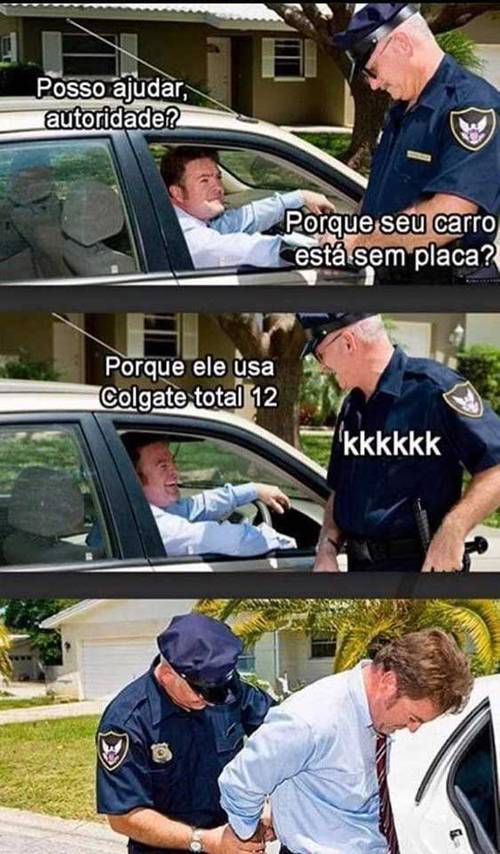 Posso ajudar,
autoridade?
Porque seu carro
está sem placa?
Porque ele usa
Colgate total 12
kkkkkk